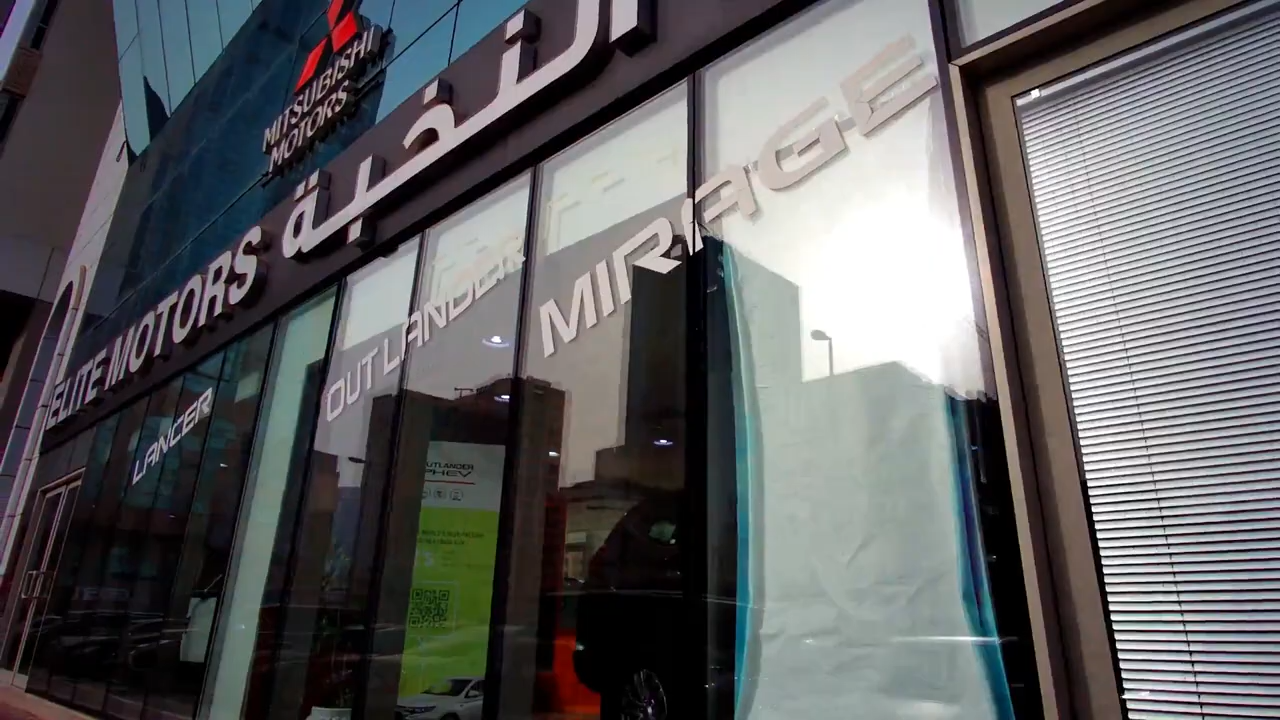 MITSUBISHI
MOTORS
ELITE MOTORS النخبة
LANCER
OUTLANDER
MIRAGE
OUTLANDER
PHEV